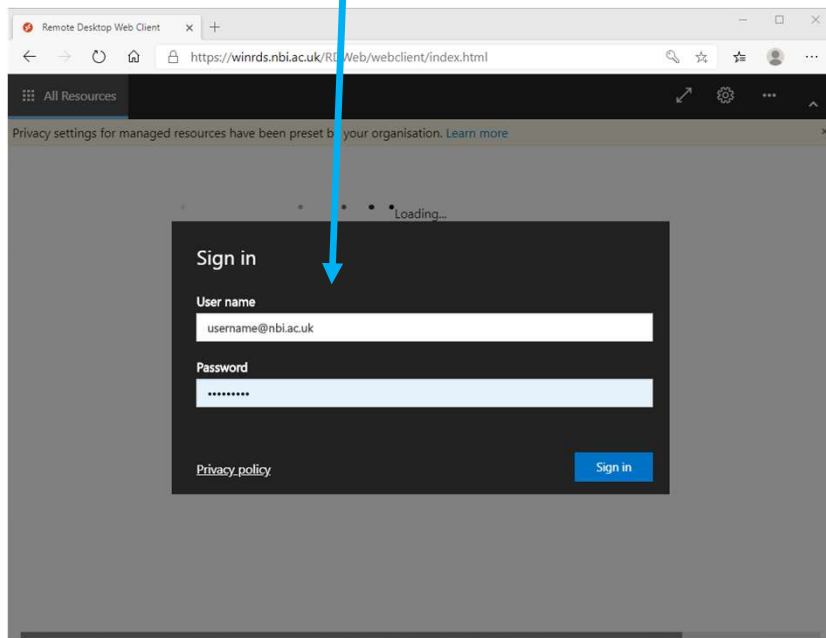 Remote Desktop Web Client
https://winrds.nbi.ac.uk/RDWeb/webclient/index.html
All Resources
Privacy settings for managed resources have been preset by your organisation. Learn more
Loading...
Sign in
User name
username@nbi.ac.uk
Password
•••••••••
Privacy policy
Sign in